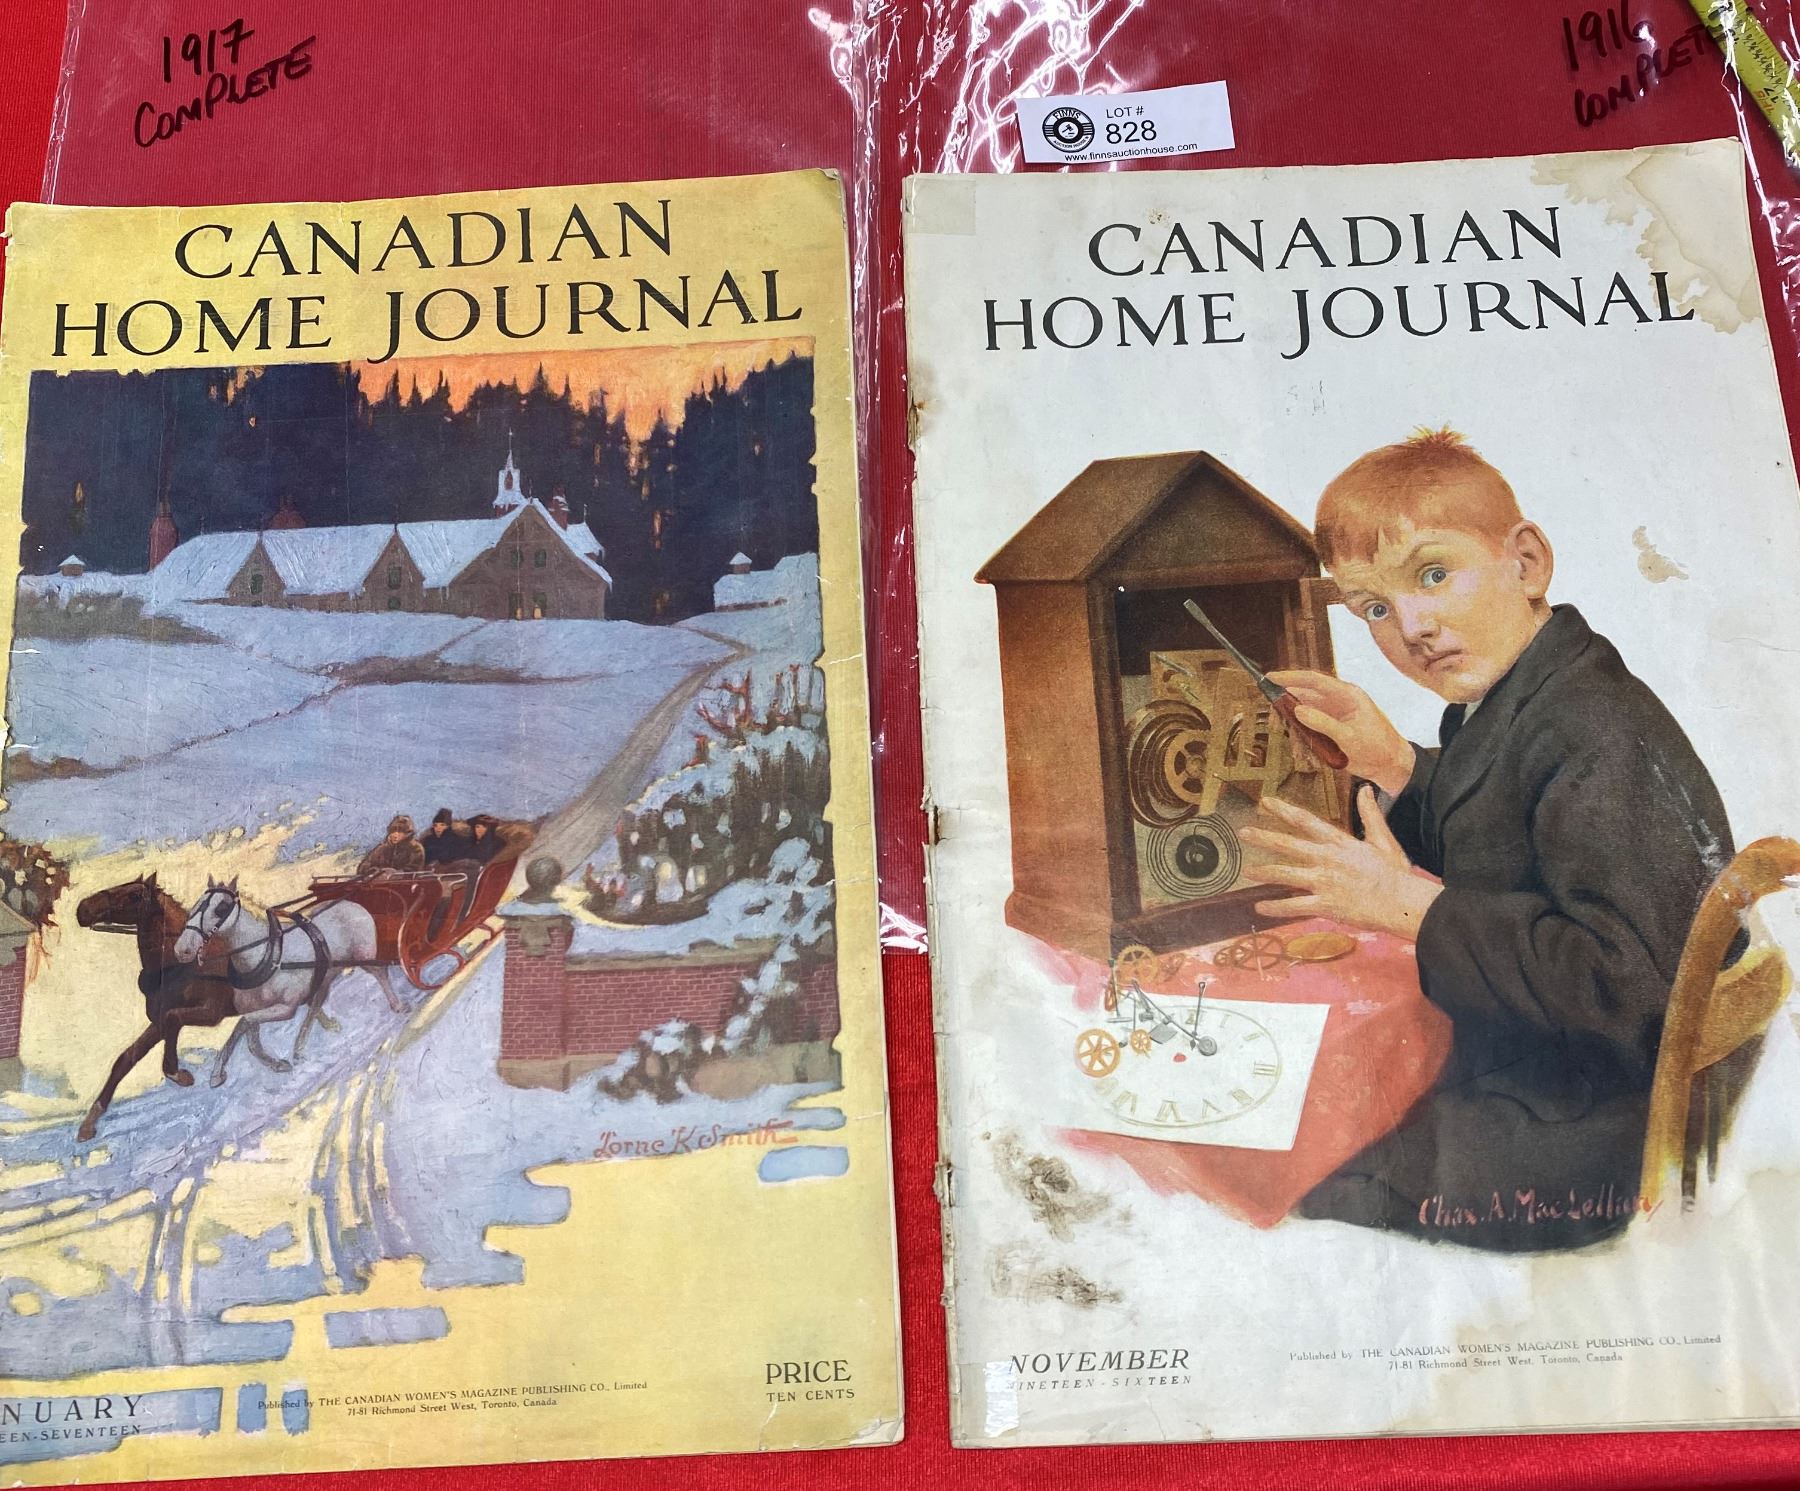 1917
COMPLETE
1916
COMPLETE
FINNS
AUCTION HOUSE
LOT #
828
www.finnsauctionhouse.com
CANADIAN
HOME JOURNAL
Lorne K Smith
NUARY
EEN-SEVENTEEN
Published by THE CANADIAN WOMEN'S MAGAZINE PUBLISHING CO., Limited
71-81 Richmond Street West, Toronto, Canada
PRICE
TEN CENTS
CANADIAN
HOME JOURNAL
Chas. A. MacLellan
NOVEMBER
NINETEEN-SIXTEEN
Published by THE CANADIAN WOMEN'S MAGAZINE PUBLISHING CO., Limited
71-81 Richmond Street West, Toronto, Canada